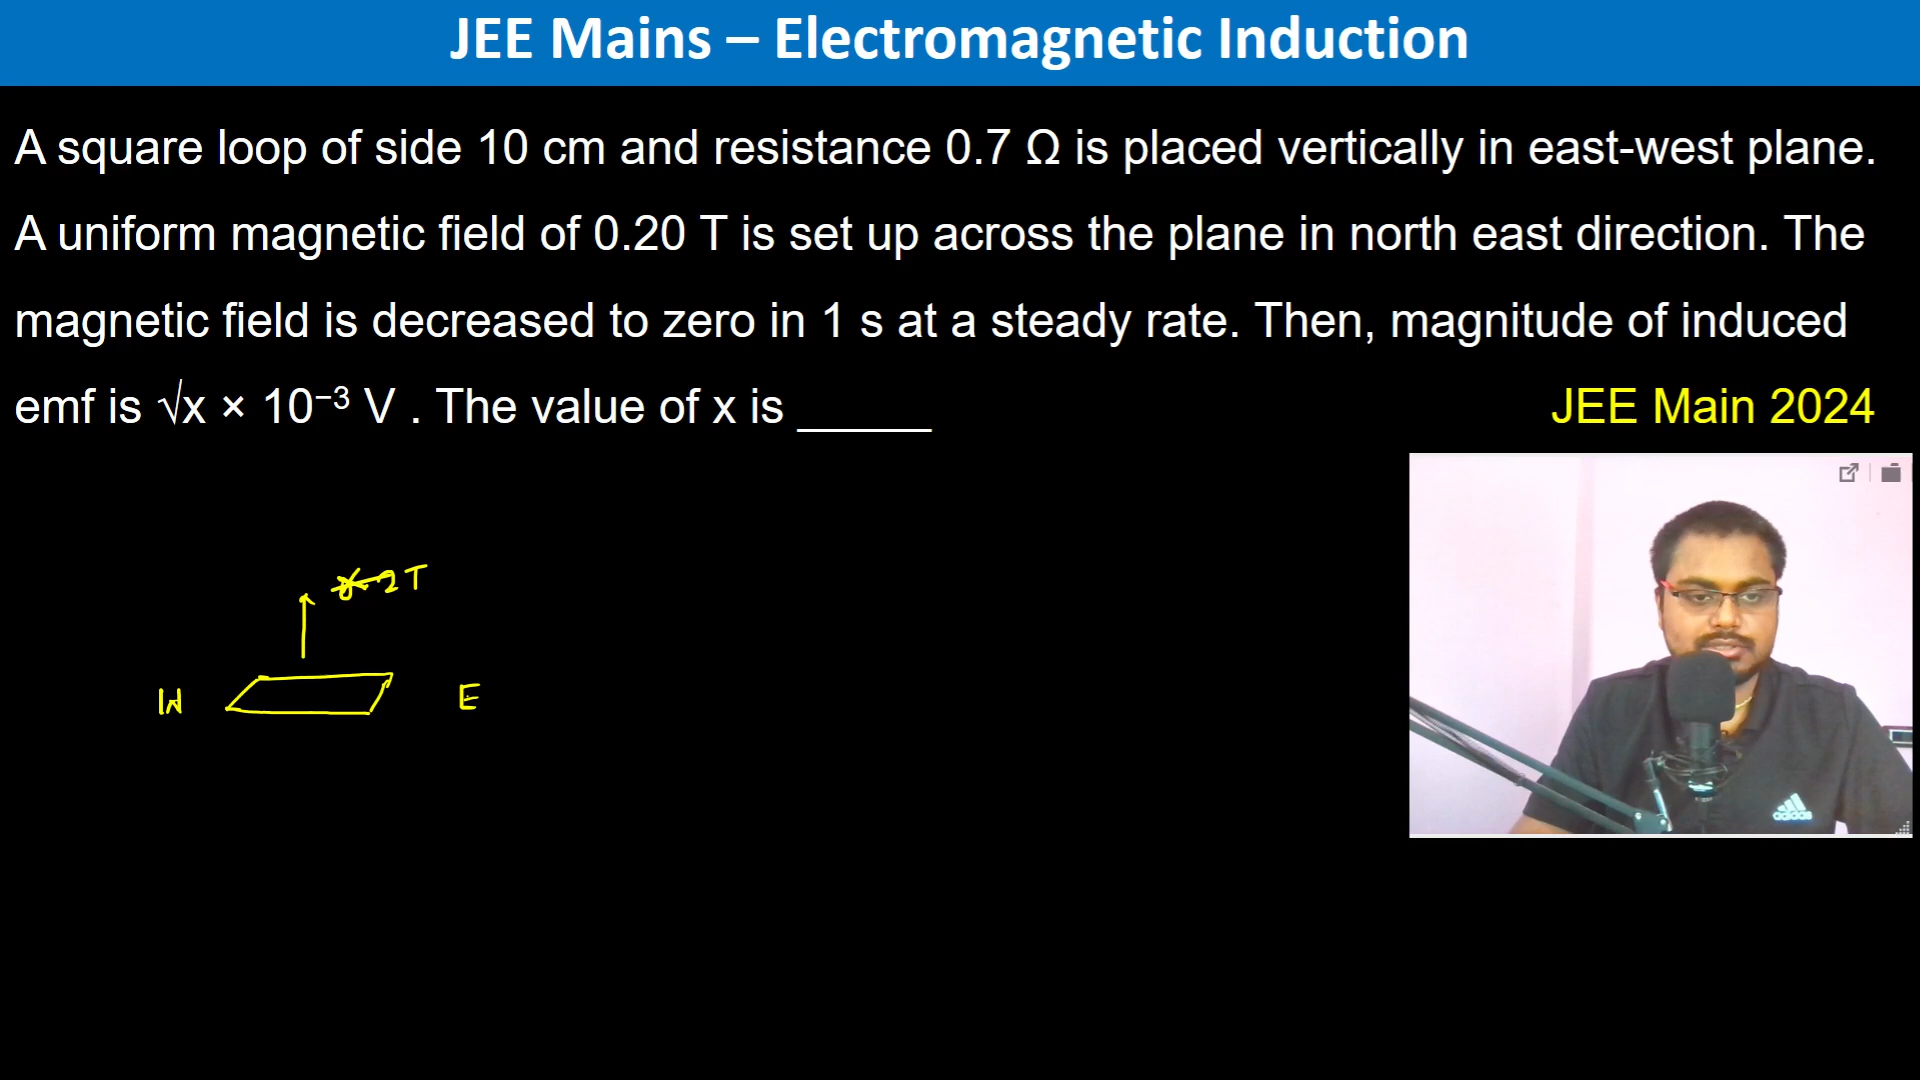 JEE Mains – Electromagnetic Induction
A square loop of side 10 cm and resistance 0.7 Ω is placed vertically in east-west plane.
A uniform magnetic field of 0.20 T is set up across the plane in north east direction. The
magnetic field is decreased to zero in 1 s at a steady rate. Then, magnitude of induced
emf is √x × 10⁻³ V . The value of x is ______
JEE Main 2024
T
W
E
adidas